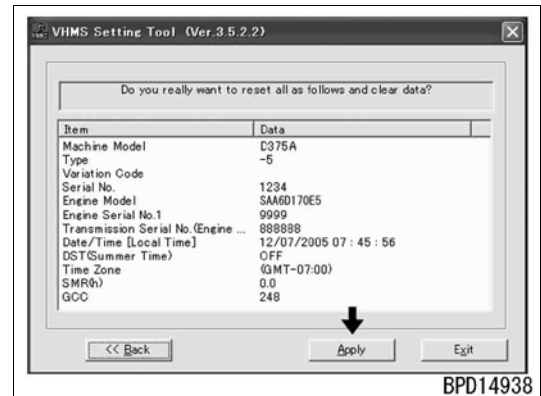 VHMS Setting Tool (Ver.3.5.2.2)
Do you really want to reset all as follows and clear data?
Item Data
Machine Model D375A
Type -5
Variation Code
Serial No. 1234
Engine Model SAA6D170E5
Engine Serial No.1 9999
Transmission Serial No.(Engine ... 888888
Date/Time [Local Time] 12/07/2005 07 : 45 : 56
DST(Summer Time) OFF
Time Zone (GMT-07:00)
SMR(h) 0.0
GCC 248
<< Back Apply Exit
BPD14938